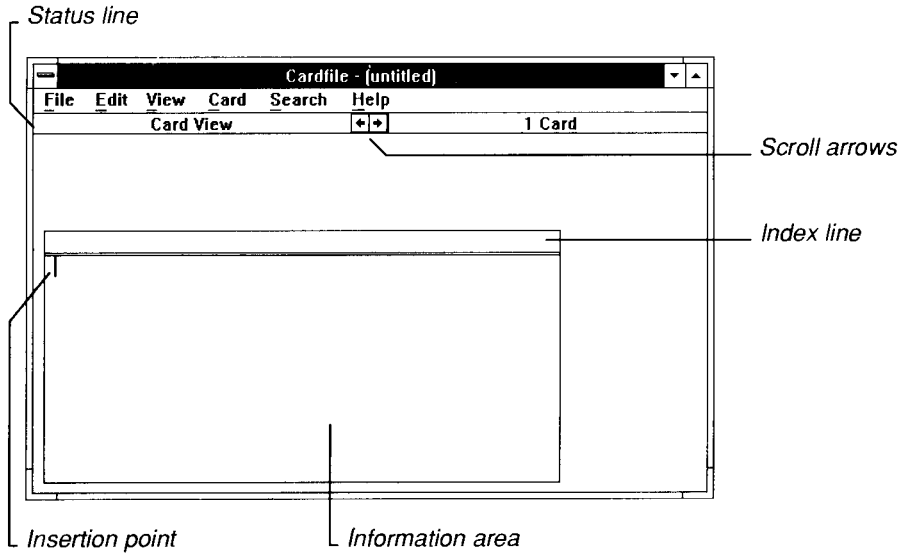 Status line
Cardfile - (untitled)
File Edit View Card Search Help
Card View 1 Card
Scroll arrows
Index line
Insertion point Information area